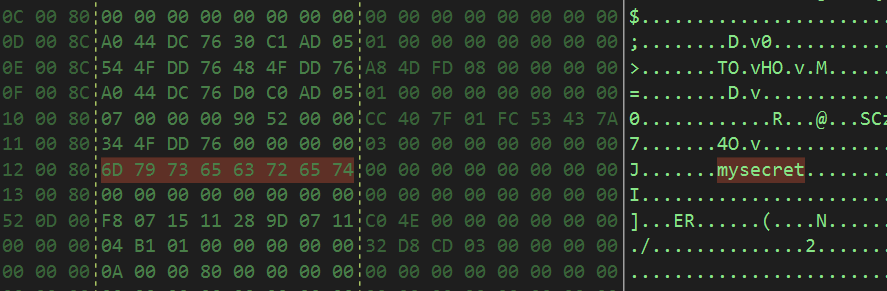 0C 00 80 00 00 00 00 00 00 00 00 00 00 00 00 00 00 00 00 $..........................
0D 00 8C A0 44 DC 76 30 C1 AD 05 01 00 00 00 00 00 00 00 ;........D.v0...............
0E 00 8C 54 4F DD 76 48 4F DD 76 A8 4D FD 08 00 00 00 00 >.......TO.vHO.v.M..........
0F 00 8C A0 44 DC 76 D0 C0 AD 05 01 00 00 00 00 00 00 00 =........D.v................
10 00 80 07 00 00 00 90 52 00 00 CC 40 7F 01 FC 53 43 7A 0............R...@...SCz
11 00 80 34 4F DD 76 00 00 00 00 03 00 00 00 00 00 00 00 7.......4O.v................
12 00 80 6D 79 73 65 63 72 65 74 00 00 00 00 00 00 00 00 J.......mysecret............
13 00 80 00 00 00 00 00 00 00 00 00 00 00 00 00 00 00 00 I...........................
52 0D 00 F8 07 15 11 28 9D 07 11 C0 4E 00 00 00 00 00 00 ]...ER......(....N..........
00 00 00 04 B1 01 00 00 00 00 00 32 D8 CD 03 00 00 00 00 ./..............2...........
00 00 00 0A 00 00 80 00 00 00 00 00 00 00 00 00 00 00 00 ............................